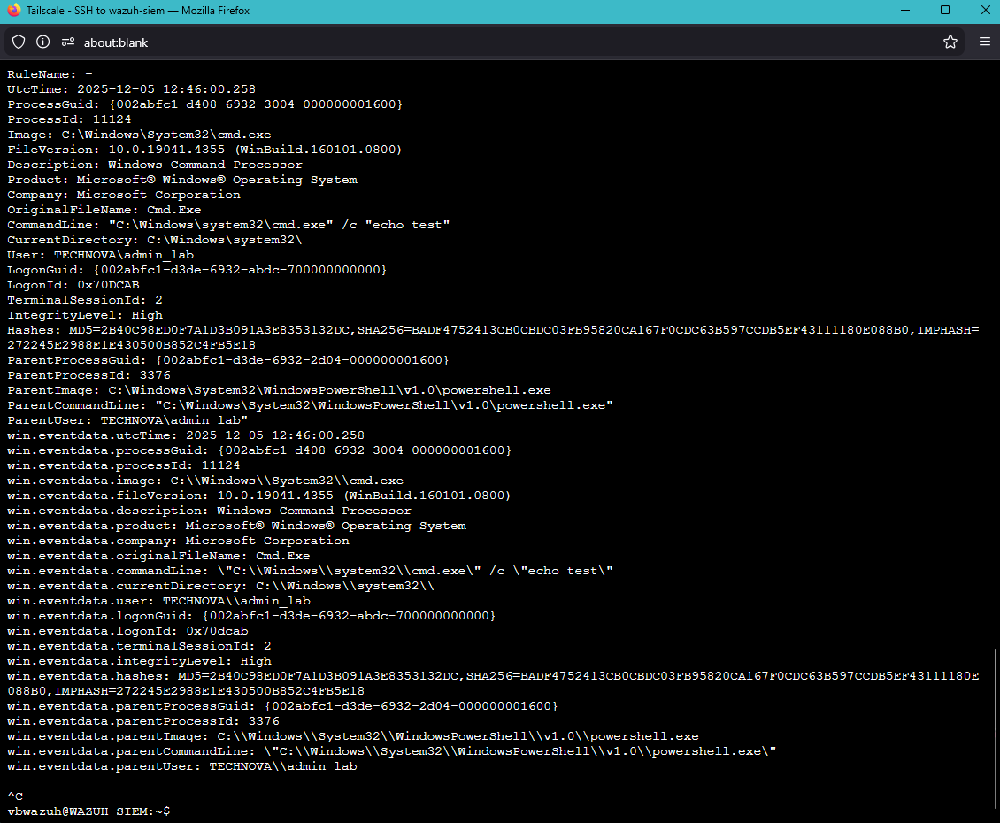 Tailscale - SSH to wazuh-siem — Mozilla Firefox
about:blank
RuleName: -
UtcTime: 2025-12-05 12:46:00.258
ProcessGuid: {002abfc1-d408-6932-3004-000000001600}
ProcessId: 11124
Image: C:\Windows\System32\cmd.exe
FileVersion: 10.0.19041.4355 (WinBuild.160101.0800)
Description: Windows Command Processor
Product: Microsoft® Windows® Operating System
Company: Microsoft Corporation
OriginalFileName: Cmd.Exe
CommandLine: "C:\Windows\system32\cmd.exe" /c "echo test"
CurrentDirectory: C:\Windows\system32\
User: TECHNOVA\admin_lab
LogonGuid: {002abfc1-d3de-6932-abdc-700000000000}
LogonId: 0x70DCAB
TerminalSessionId: 2
IntegrityLevel: High
Hashes: MD5=2B40C98ED0F7A1D3B091A3E8353132DC,SHA256=BADF4752413CB0CBDC03FB95820CA167F0CDC63B597CCDB5EF43111180E088B0,IMPHASH=
272245E2988E1E430500B852C4FB5E18
ParentProcessGuid: {002abfc1-d3de-6932-2d04-000000001600}
ParentProcessId: 3376
ParentImage: C:\Windows\System32\WindowsPowerShell\v1.0\powershell.exe
ParentCommandLine: "C:\Windows\System32\WindowsPowerShell\v1.0\powershell.exe"
ParentUser: TECHNOVA\admin_lab"
win.eventdata.utcTime: 2025-12-05 12:46:00.258
win.eventdata.processGuid: {002abfc1-d408-6932-3004-000000001600}
win.eventdata.processId: 11124
win.eventdata.image: C:\\Windows\\System32\\cmd.exe
win.eventdata.fileVersion: 10.0.19041.4355 (WinBuild.160101.0800)
win.eventdata.description: Windows Command Processor
win.eventdata.product: Microsoft® Windows® Operating System
win.eventdata.company: Microsoft Corporation
win.eventdata.originalFileName: Cmd.Exe
win.eventdata.commandLine: \"C:\\Windows\\system32\\cmd.exe\" /c \"echo test\"
win.eventdata.currentDirectory: C:\\Windows\\system32\\
win.eventdata.user: TECHNOVA\\admin_lab
win.eventdata.logonGuid: {002abfc1-d3de-6932-abdc-700000000000}
win.eventdata.logonId: 0x70dcab
win.eventdata.terminalSessionId: 2
win.eventdata.integrityLevel: High
win.eventdata.hashes: MD5=2B40C98ED0F7A1D3B091A3E8353132DC,SHA256=BADF4752413CB0CBDC03FB95820CA167F0CDC63B597CCDB5EF43111180E
088B0,IMPHASH=272245E2988E1E430500B852C4FB5E18
win.eventdata.parentProcessGuid: {002abfc1-d3de-6932-2d04-000000001600}
win.eventdata.parentProcessId: 3376
win.eventdata.parentImage: C:\\Windows\\System32\\WindowsPowerShell\\v1.0\\powershell.exe
win.eventdata.parentCommandLine: \"C:\\Windows\\System32\\WindowsPowerShell\\v1.0\\powershell.exe\"
win.eventdata.parentUser: TECHNOVA\\admin_lab
^C
vbwazuh@WAZUH-SIEM:~$